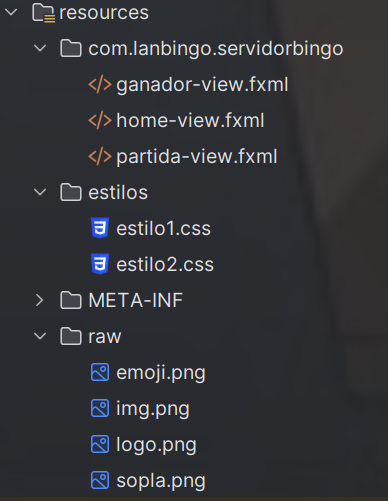 resources
com.lanbingo.servidorbingo
ganador-view.fxml
home-view.fxml
partida-view.fxml
estilos
estilo1.css
estilo2.css
META-INF
raw
emoji.png
img.png
logo.png
sopla.png